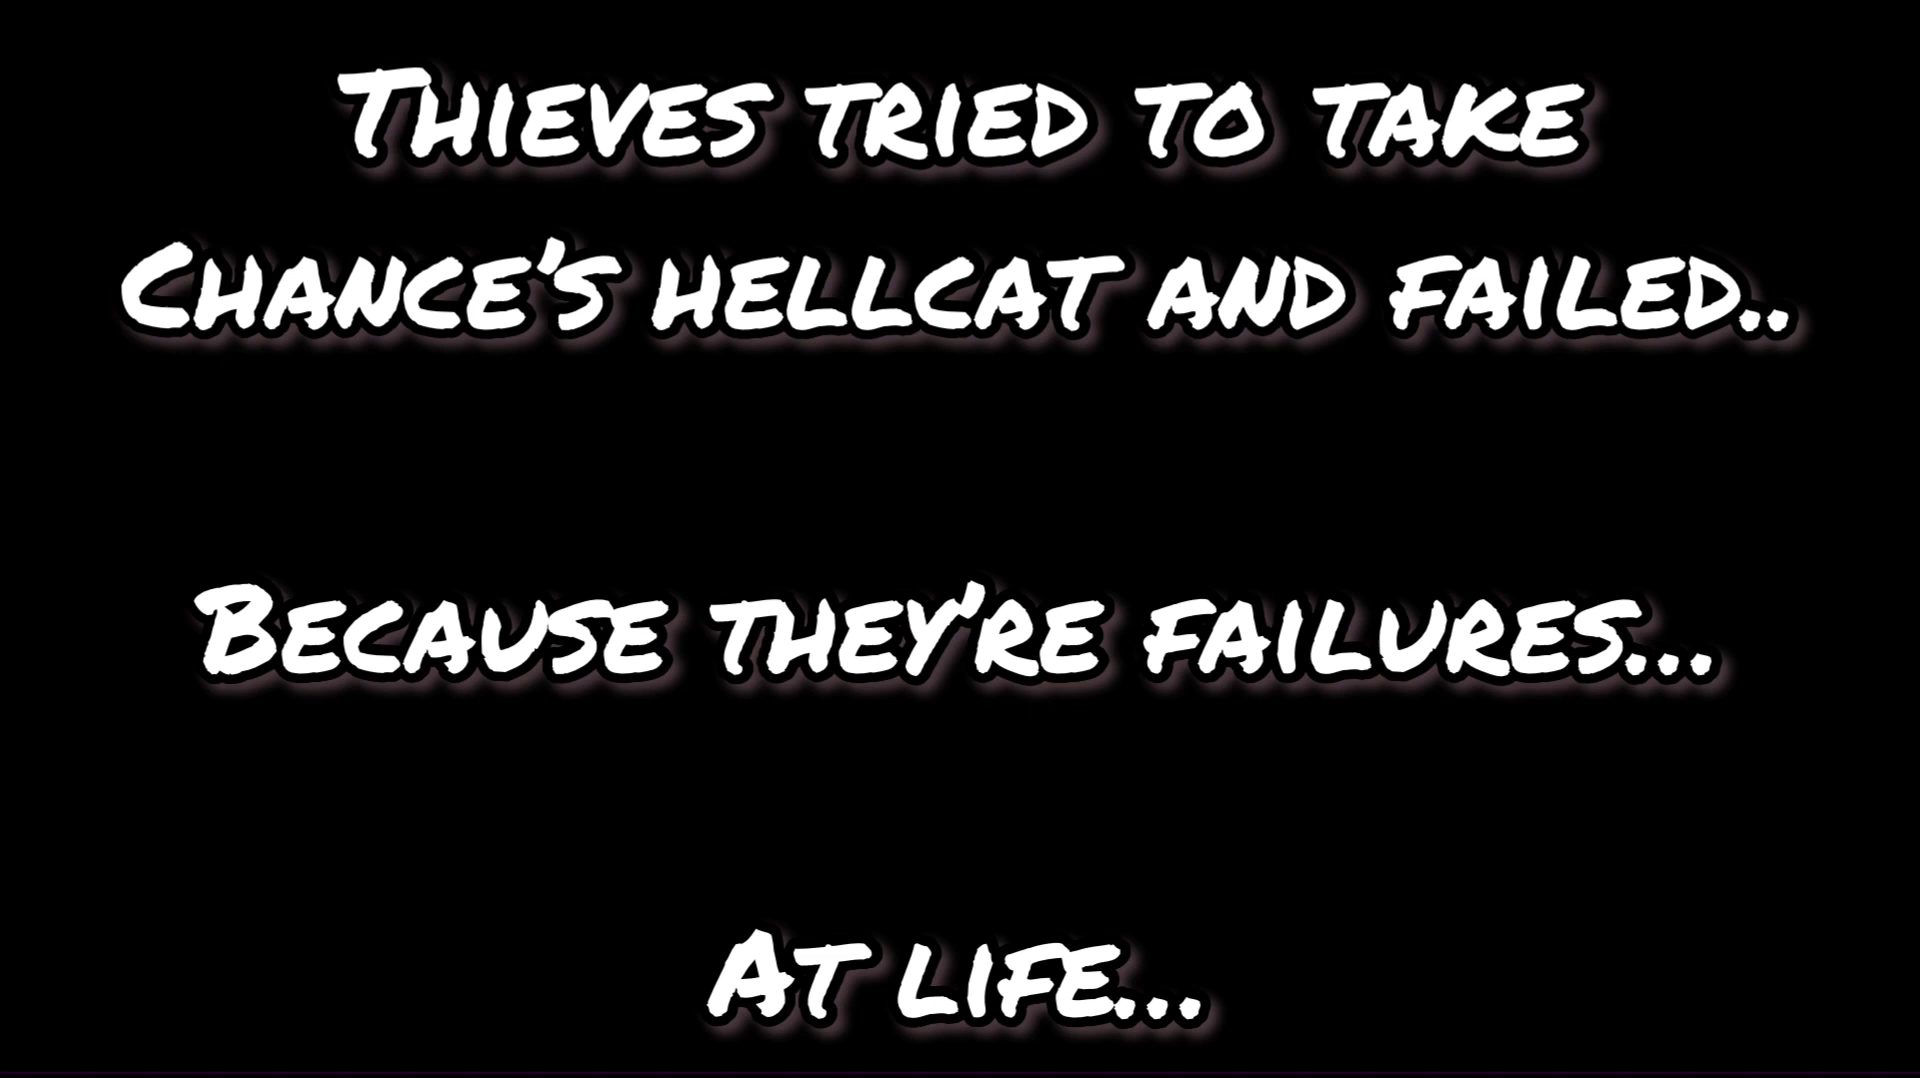 Thieves tried to take
Chance's hellcat and failed..
Because they're failures...
At life...